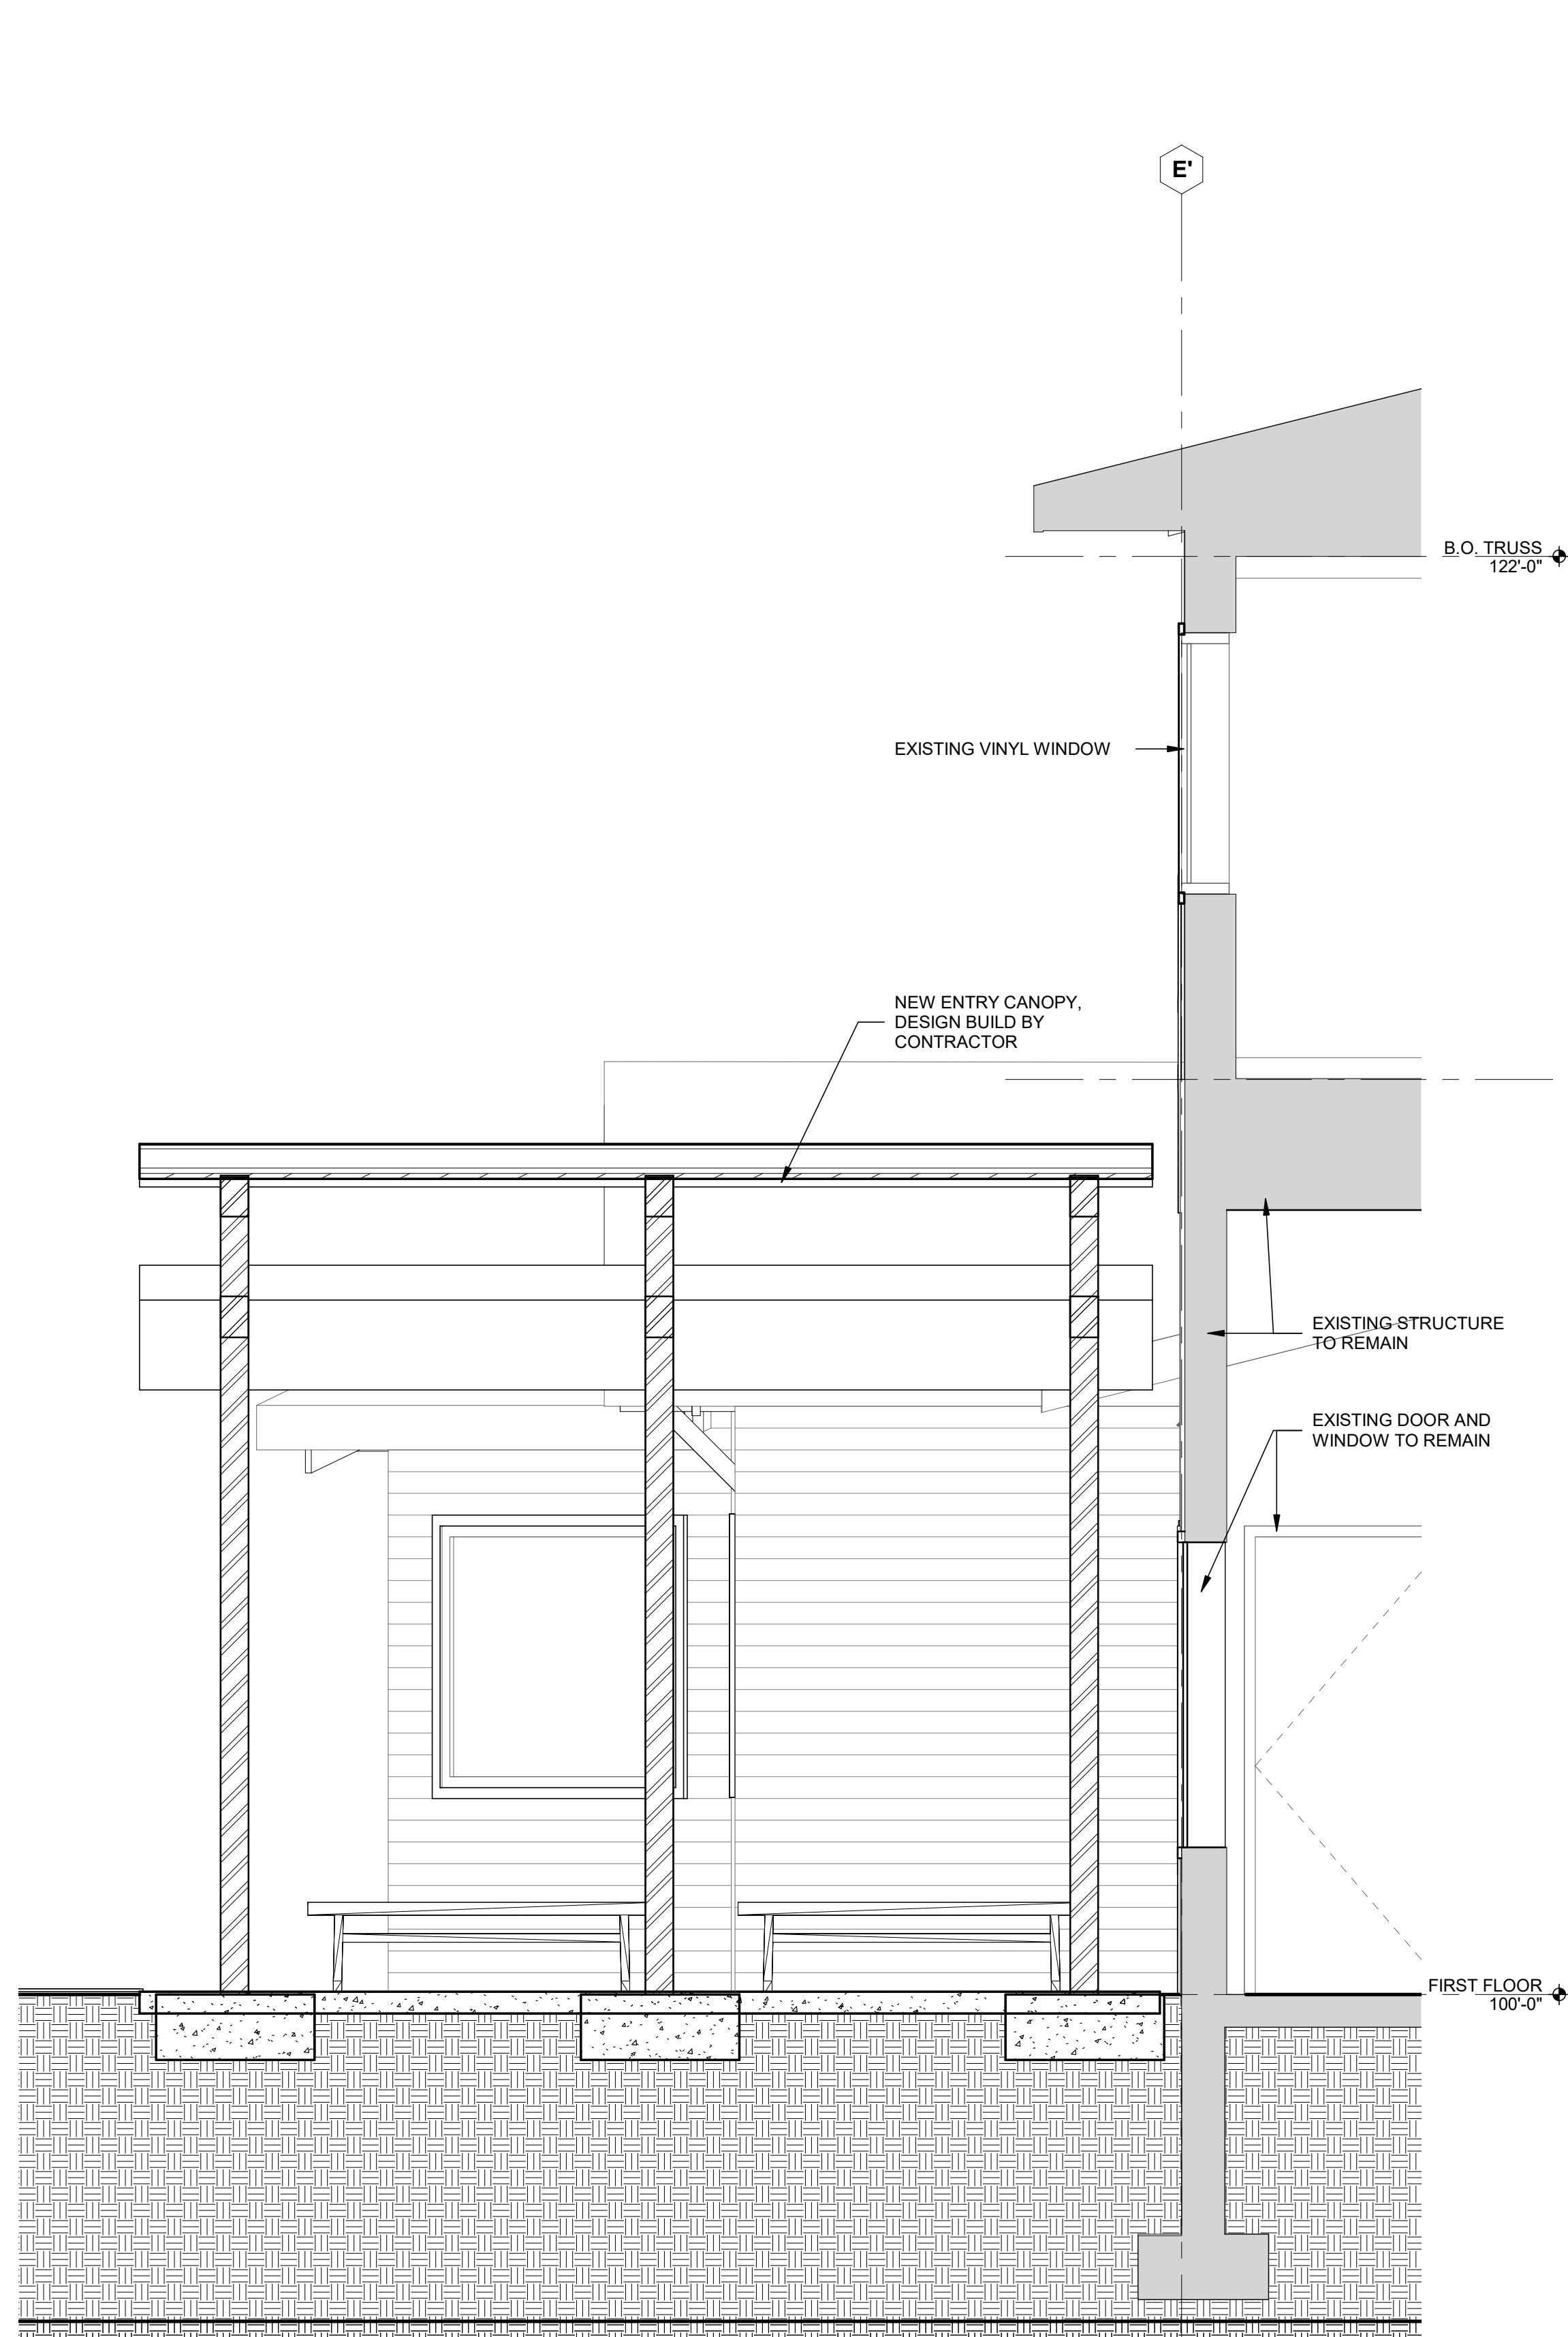 E'
B.O. TRUSS
122'-0"
EXISTING VINYL WINDOW
NEW ENTRY CANOPY,
DESIGN BUILD BY
CONTRACTOR
EXISTING STRUCTURE
TO REMAIN
EXISTING DOOR AND
WINDOW TO REMAIN
FIRST FLOOR
100'-0"